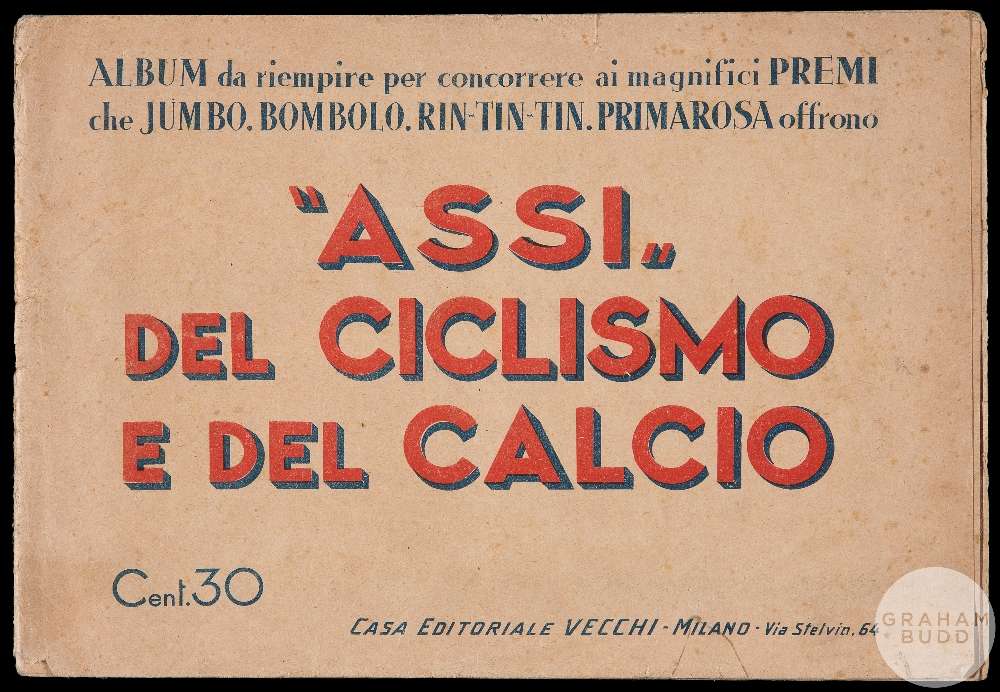 ALBUM da riempire per concorrere ai magnifici PREMI
che JUMBO. BOMBOLO. RIN-TIN-TIN. PRIMAROSA offrono
"ASSI„
DEL CICLISMO
E DEL CALCIO
Cent. 30
CASA EDITORIALE VECCHI - MILANO - Via Stelvio, 64
GRAHAM
BUDD